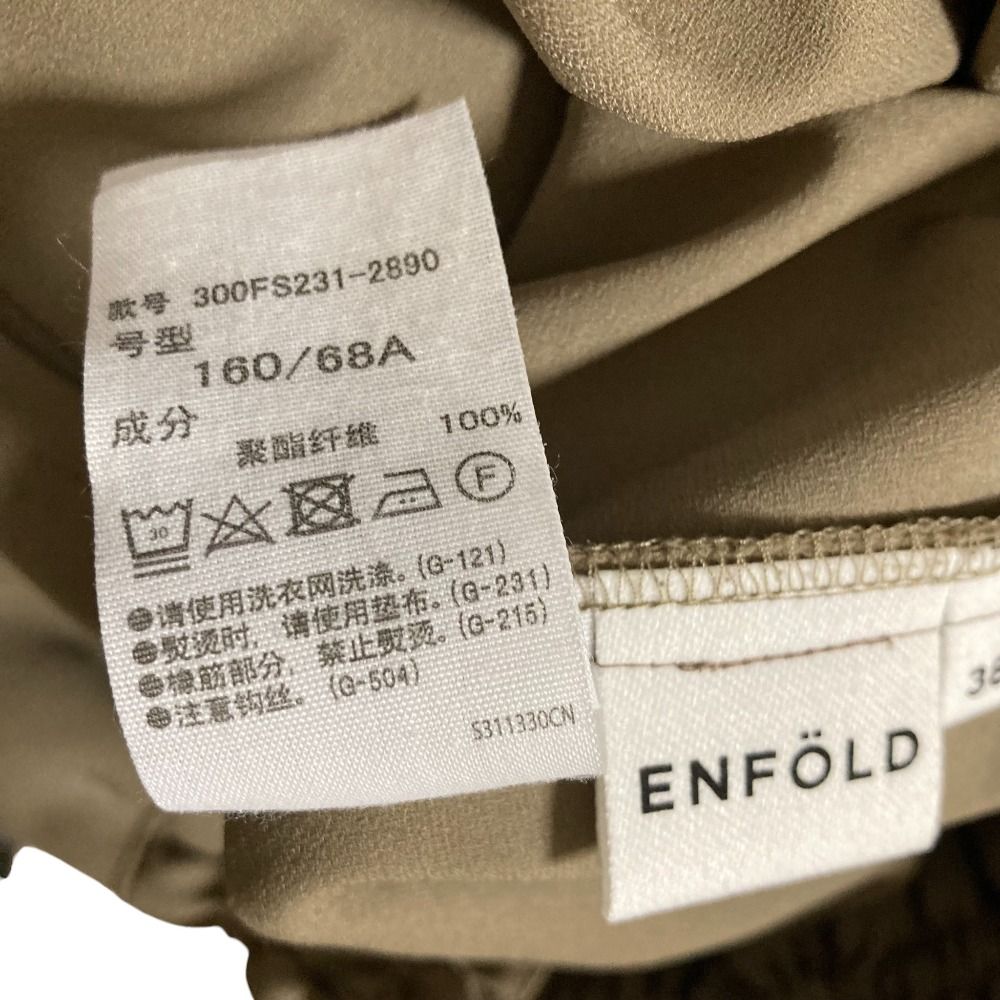 款号 300FS231-2890
号型
160/68A
成分
聚酯纤维 100%
30 F
●请使用洗衣网洗涤。(G-121)
●熨烫时，请使用垫布。(G-231)
●橡筋部分，禁止熨烫。(G-215)
●注意钩丝。(G-504)
S311330CN
ENFÖLD